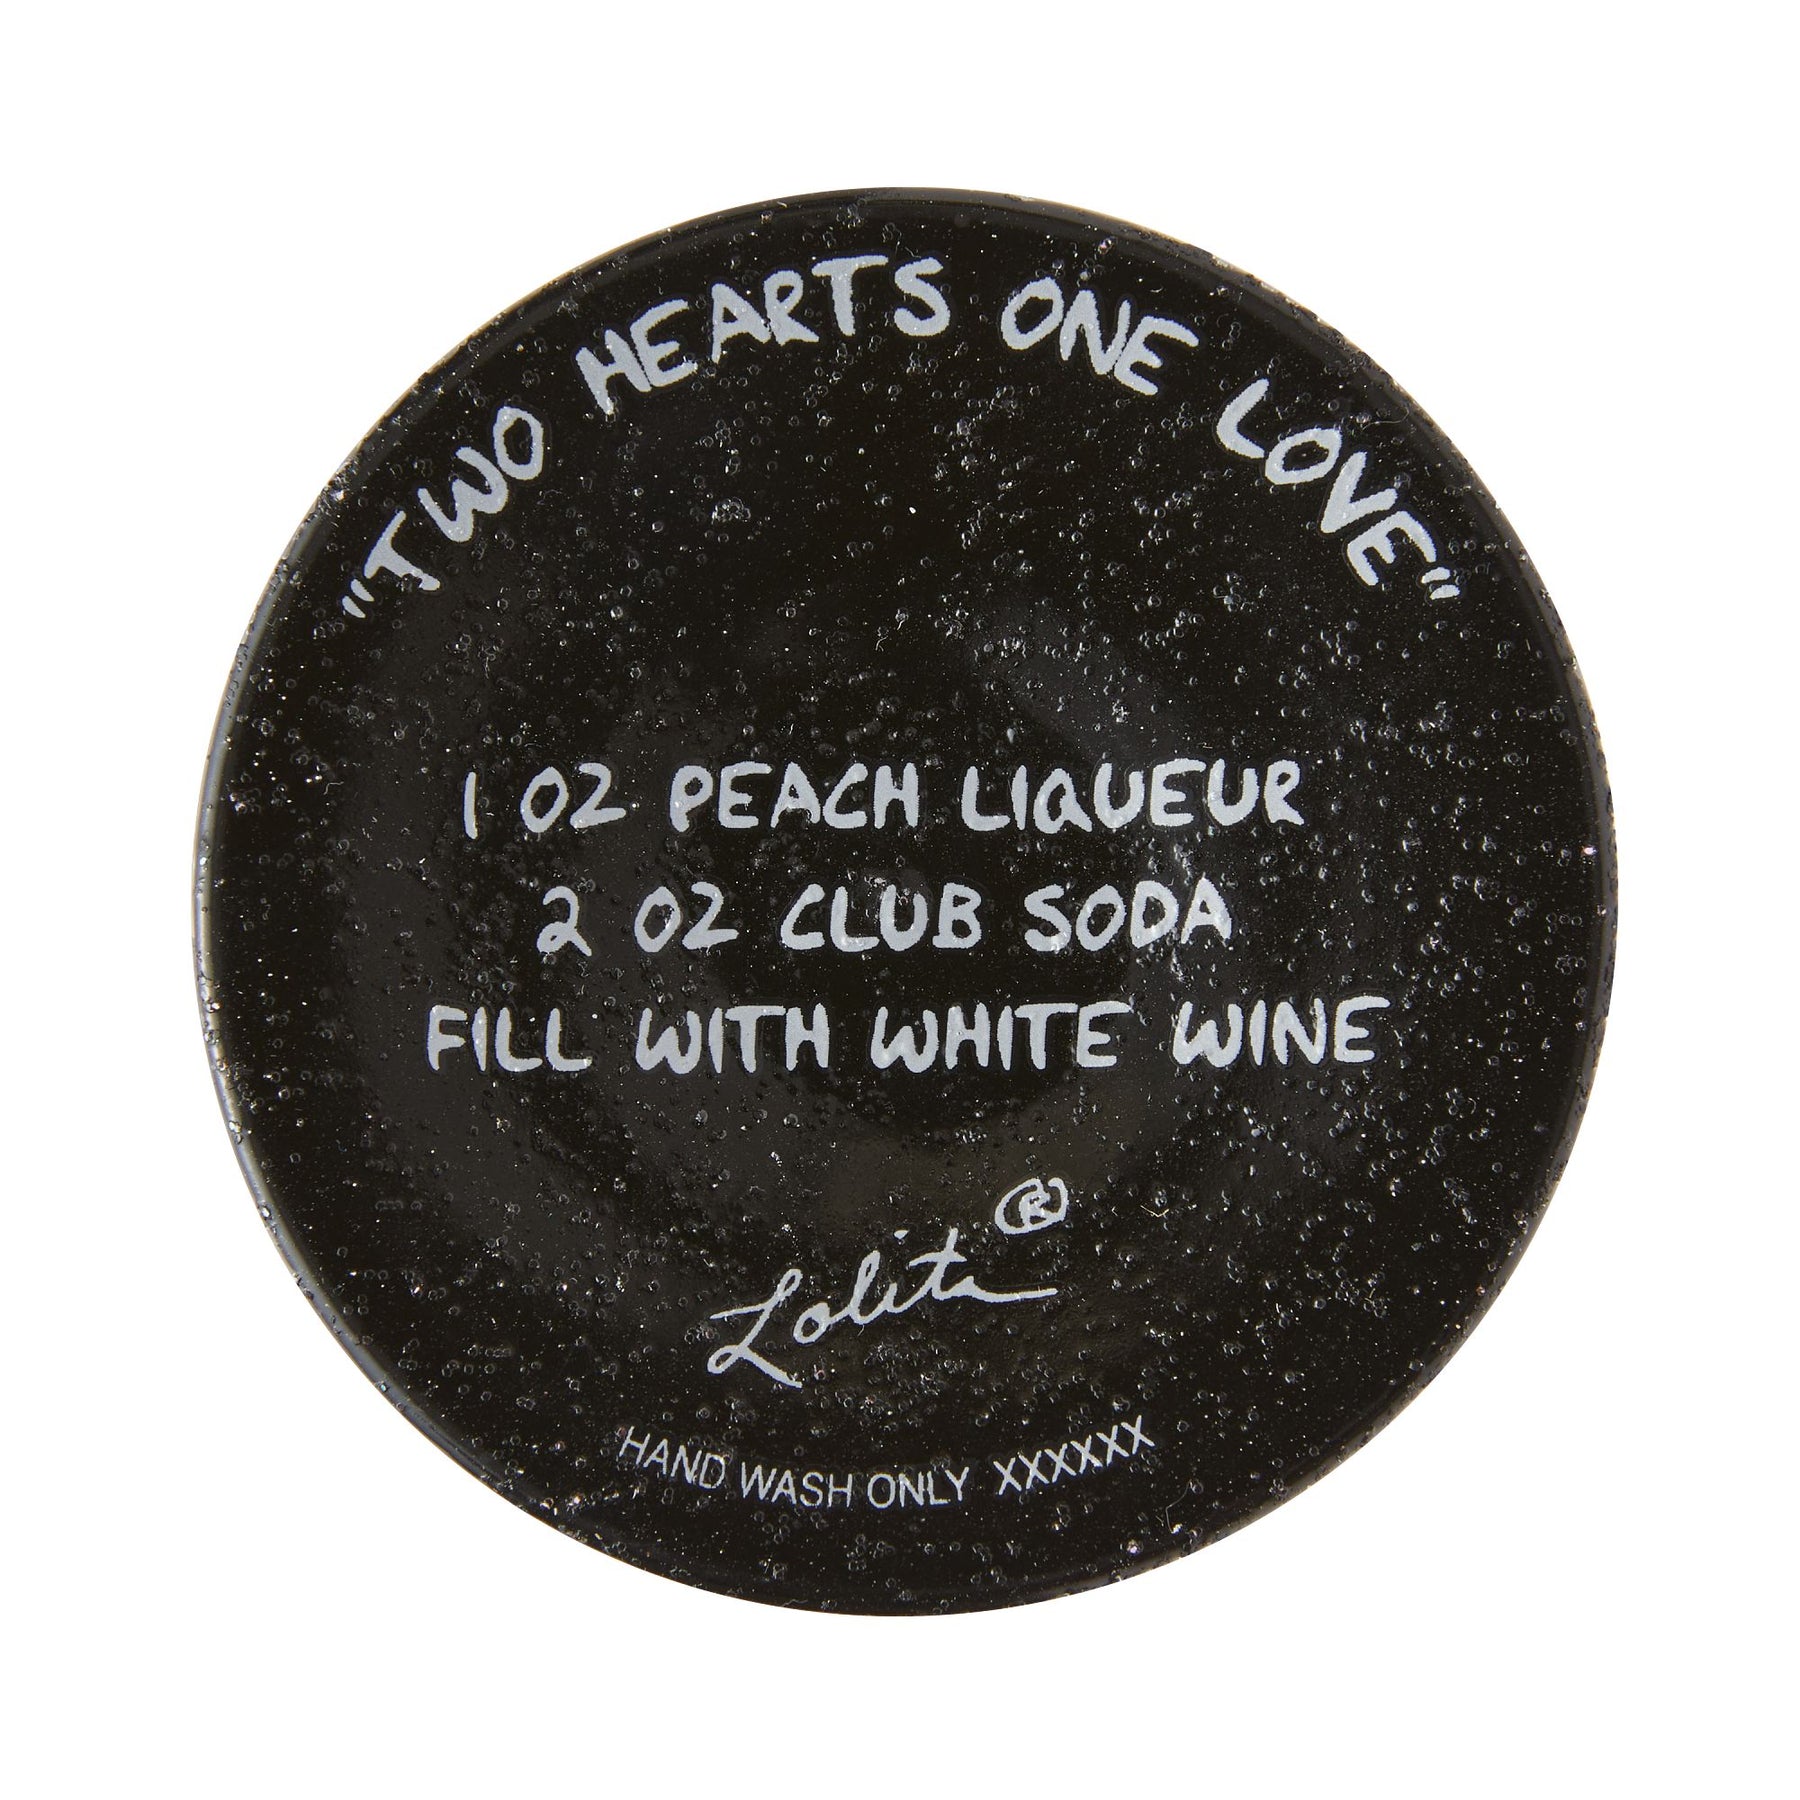 "TWO HEARTS ONE LOVE"
1 OZ PEACH LIQUEUR
2 OZ CLUB SODA
FILL WITH WHITE WINE
Lolita®
HAND WASH ONLY XXXXXX